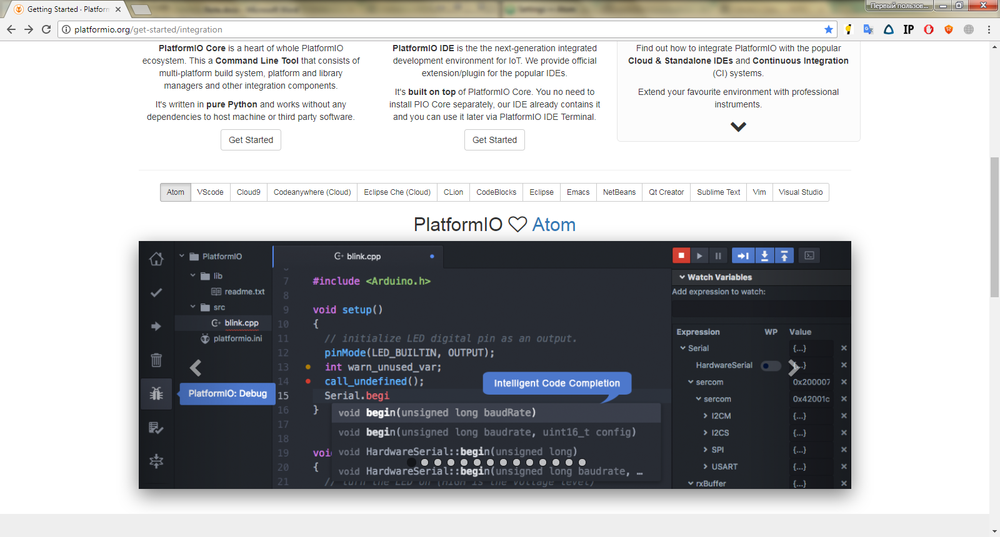 Getting Started · Platform
Первый пользов...
platformio.org/get-started/integration
IP
PlatformIO Core is a heart of whole PlatformIO
ecosystem. This a Command Line Tool that consists of
multi-platform build system, platform and library
managers and other integration components.
It's written in pure Python and works without any
dependencies to host machine or third party software.
Get Started
PlatformIO IDE is the the next-generation integrated
development environment for IoT. We provide official
extension/plugin for the popular IDEs.
It's built on top of PlatformIO Core. You no need to
install PIO Core separately, our IDE already contains it
and you can use it later via PlatformIO IDE Terminal.
Get Started
Find out how to integrate PlatformIO with the popular
Cloud & Standalone IDEs and Continuous Integration
(CI) systems.
Extend your favourite environment with professional
instruments.
Atom VScode Cloud9 Codeanywhere (Cloud) Eclipse Che (Cloud) CLion CodeBlocks Eclipse Emacs NetBeans Qt Creator Sublime Text Vim Visual Studio
PlatformIO Atom
PlatformIO
lib
readme.txt
src
blink.cpp
platformio.ini
PlatformIO: Debug
blink.cpp
7 #include <Arduino.h>
8
9 void setup()
10 {
11 // initialize LED digital pin as an output.
12 pinMode(LED_BUILTIN, OUTPUT);
13 int warn_unused_var;
14 call_undefined();
15 Serial.begi
16 }
17
18
19 voi
20 {
21 // turn the LED on (HIGH is the voltage level)
Intelligent Code Completion
void begin(unsigned long baudRate)
void begin(unsigned long baudrate, uint16_t config)
void HardwareSerial::begin(unsigned long)
void HardwareSerial::begin(unsigned long baudrate, …
Watch Variables
Add expression to watch:
Expression WP Value
Serial {...}
HardwareSerial {...}
sercom 0x200007
sercom 0x42001c
I2CM {...}
I2CS {...}
SPI {...}
USART {...}
rxBuffer {...}